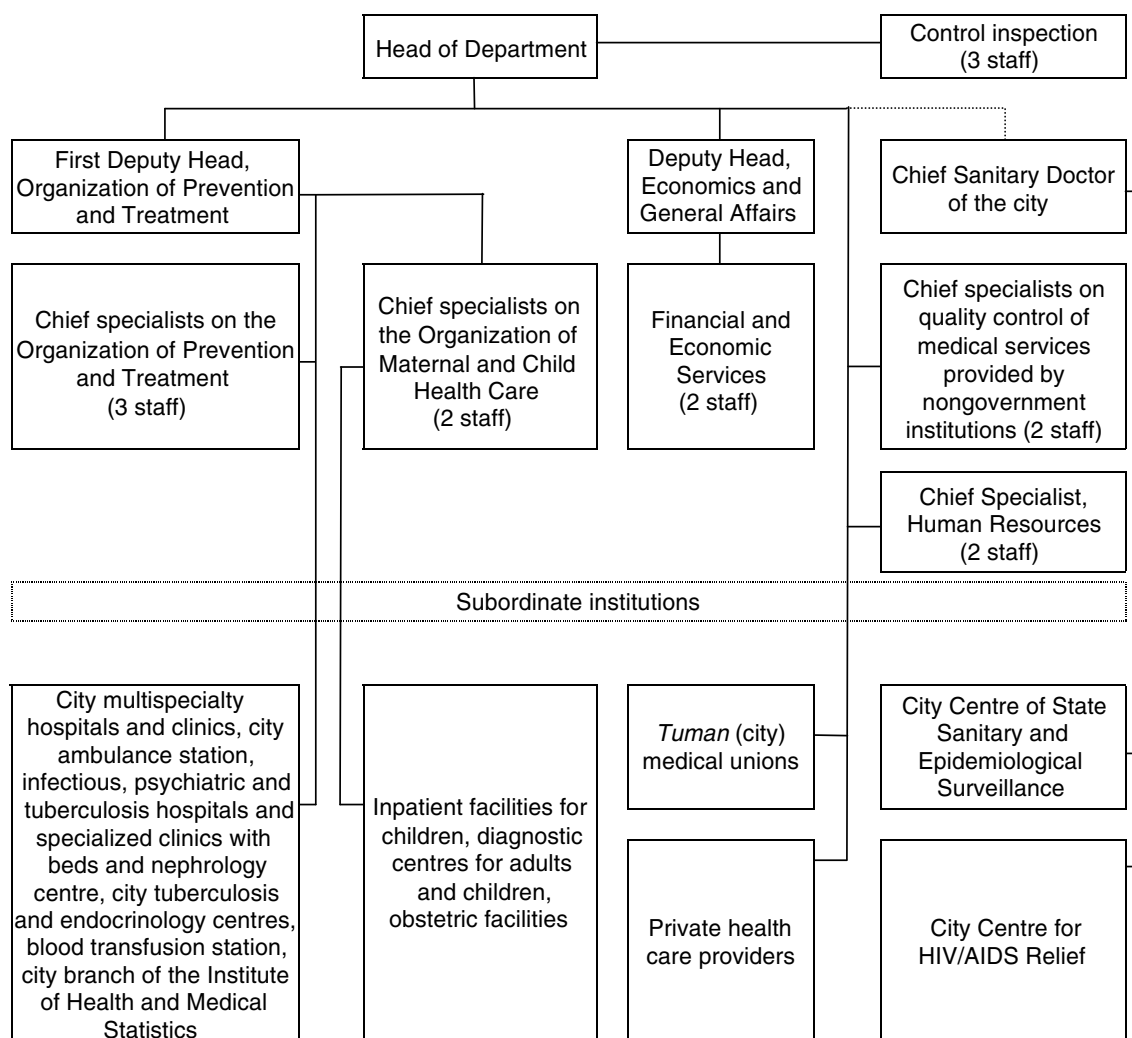 Head of Department
Control inspection
(3 staff)
First Deputy Head,
Organization of Prevention
and Treatment
Deputy Head,
Economics and
General Affairs
Chief Sanitary Doctor
of the city
Chief specialists on the
Organization of Prevention
and Treatment
(3 staff)
Chief specialists on
the Organization of
Maternal and Child
Health Care
(2 staff)
Financial and
Economic
Services
(2 staff)
Chief specialists on
quality control of
medical services
provided by
nongovernment
institutions (2 staff)
Chief Specialist,
Human Resources
(2 staff)
Subordinate institutions
City multispecialty
hospitals and clinics, city
ambulance station,
infectious, psychiatric and
tuberculosis hospitals and
specialized clinics with
beds and nephrology
centre, city tuberculosis
and endocrinology centres,
blood transfusion station,
city branch of the Institute
of Health and Medical
Statistics
Inpatient facilities for
children, diagnostic
centres for adults
and children,
obstetric facilities
Tuman (city)
medical unions
City Centre of State
Sanitary and
Epidemiological
Surveillance
Private health
care providers
City Centre for
HIV/AIDS Relief